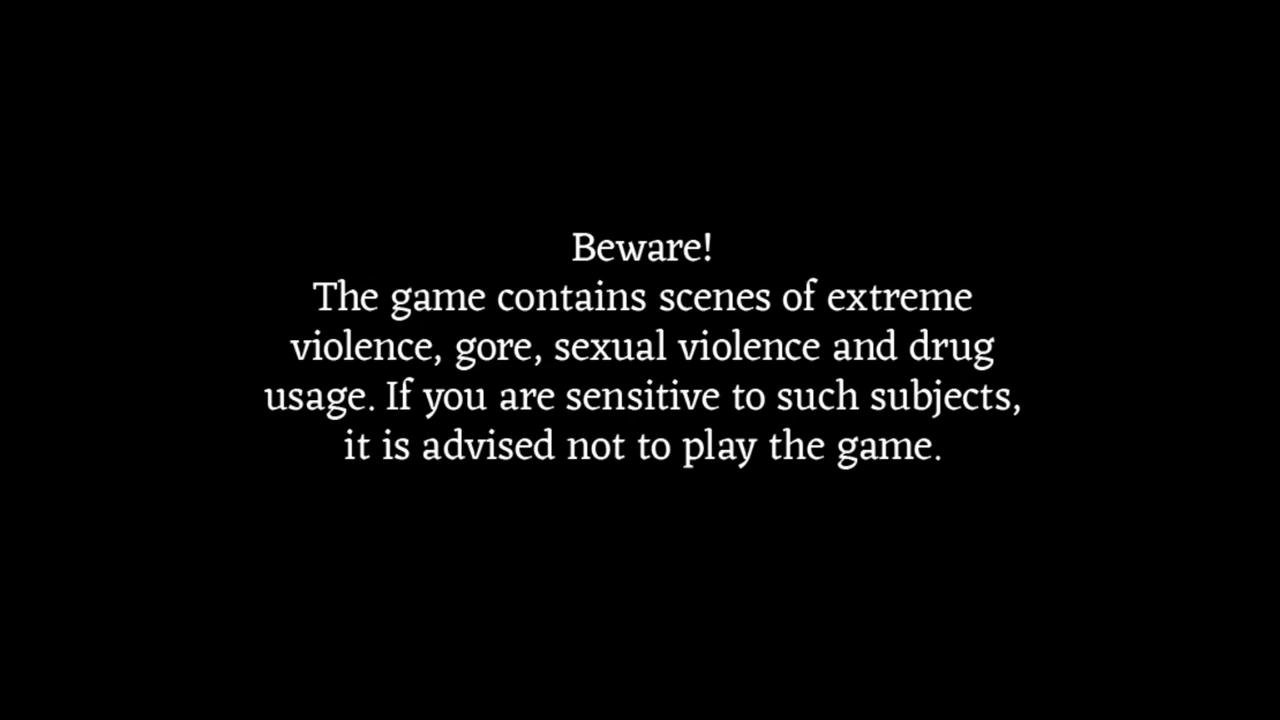 Beware!
The game contains scenes of extreme
violence, gore, sexual violence and drug
usage. If you are sensitive to such subjects,
it is advised not to play the game.